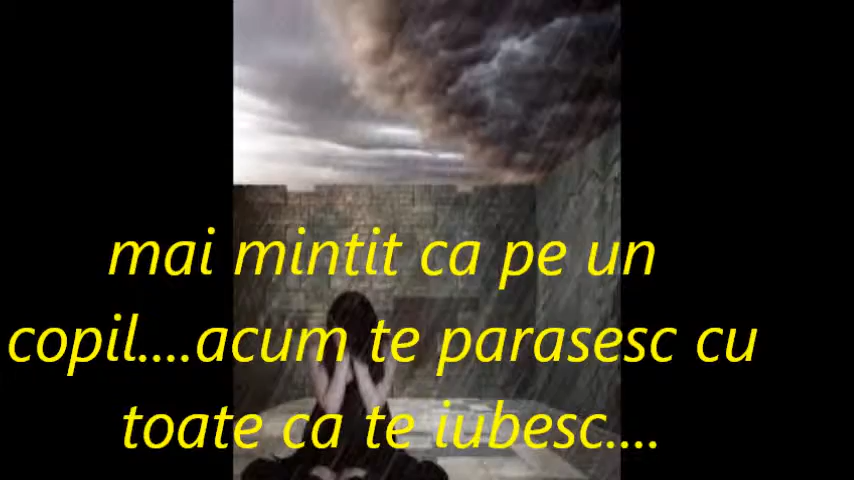 mai mintit ca pe un
copil....acum te parasesc cu
toate ca te iubesc....